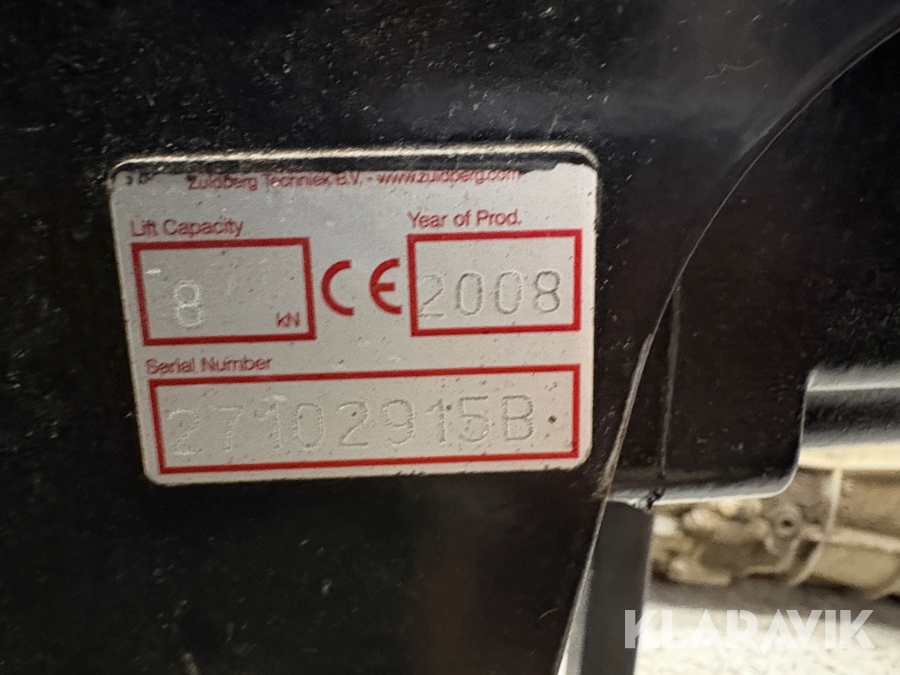 Zuidberg Techniek B.V. - www.zuidberg.com
Lift Capacity
Year of Prod.
8 kN
CE
2008
Serial Number
27102915B
KLARAVIK